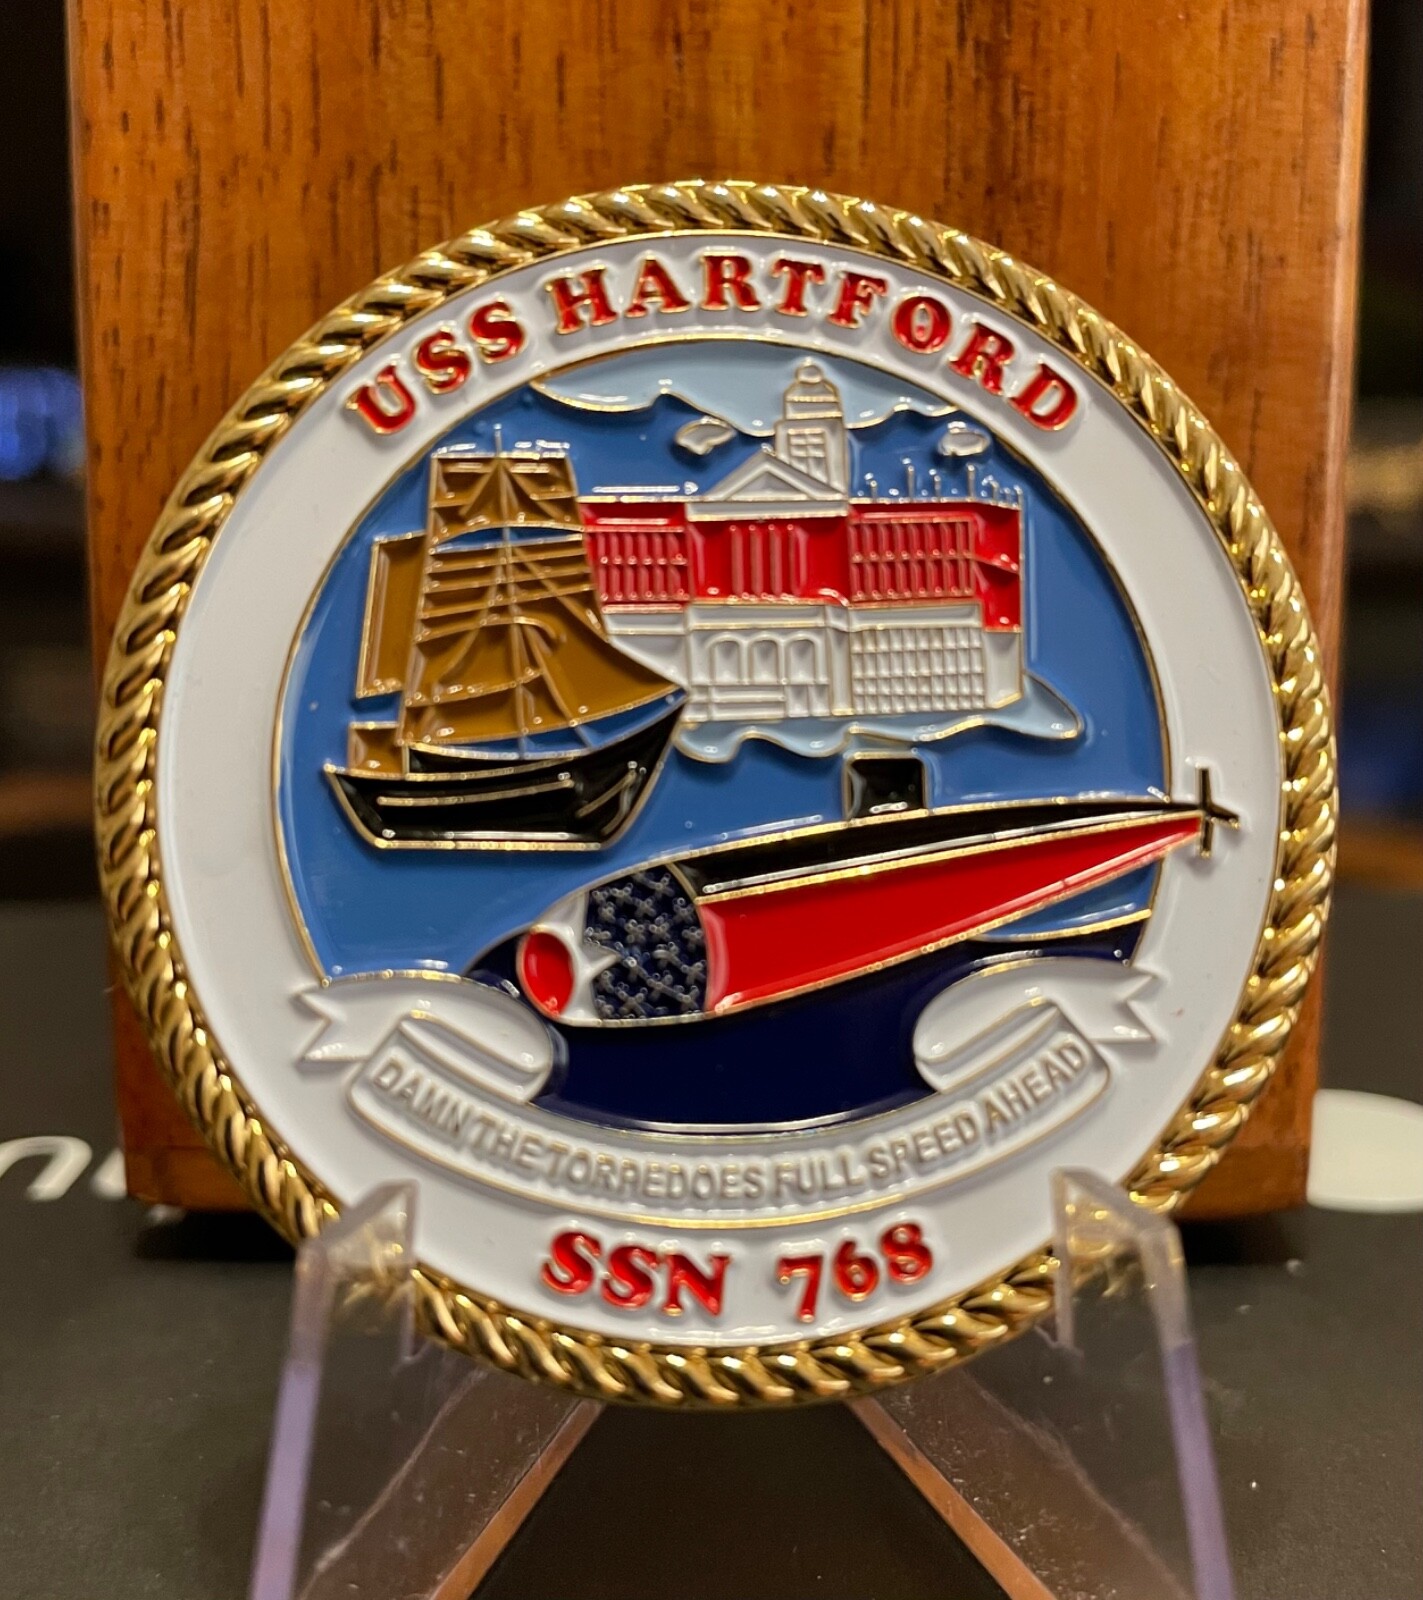 USS HARTFORD
DAMN THE TORPEDOES FULL SPEED AHEAD
SSN 768